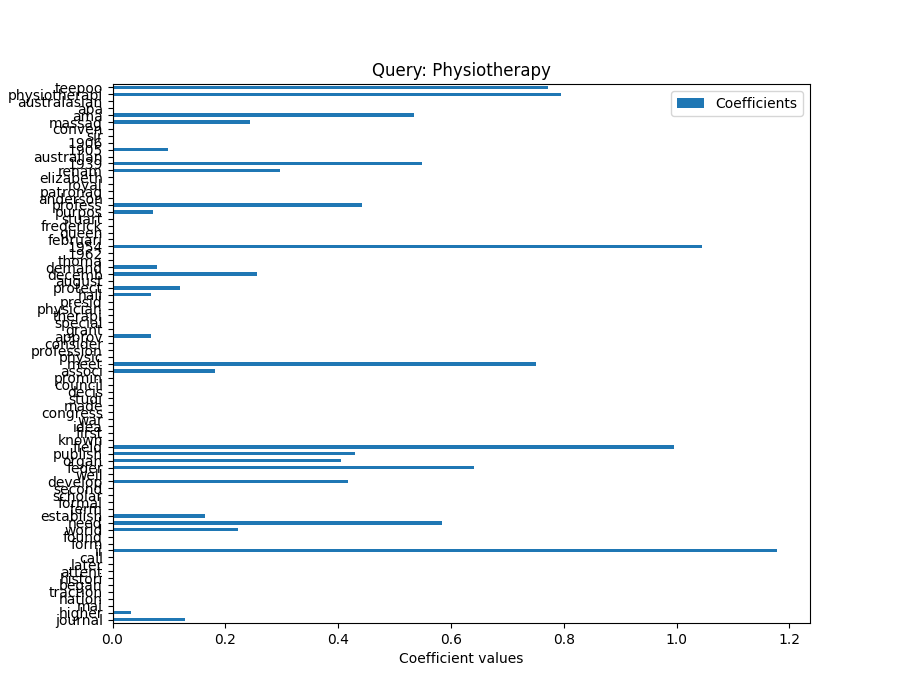 Query: Physiotherapy
Coefficients
teepoo
physiotherapi
australasian
apa
ama
massag
conven
sir
1906
1905
australian
1939
renam
elizabeth
royal
patronag
anderson
profess
purpos
stuart
frederick
queen
februari
1954
1962
thoma
demand
decemb
august
protect
hall
presid
physician
therapi
special
grant
approv
consider
profession
physic
meet
associ
promin
council
decis
studi
made
congress
war
idea
first
known
field
publish
organ
feder
well
develop
second
scholar
formal
term
establish
need
world
found
form
ii
call
later
attent
histori
began
traction
nation
mai
higher
journal
0.0 0.2 0.4 0.6 0.8 1.0 1.2
Coefficient values